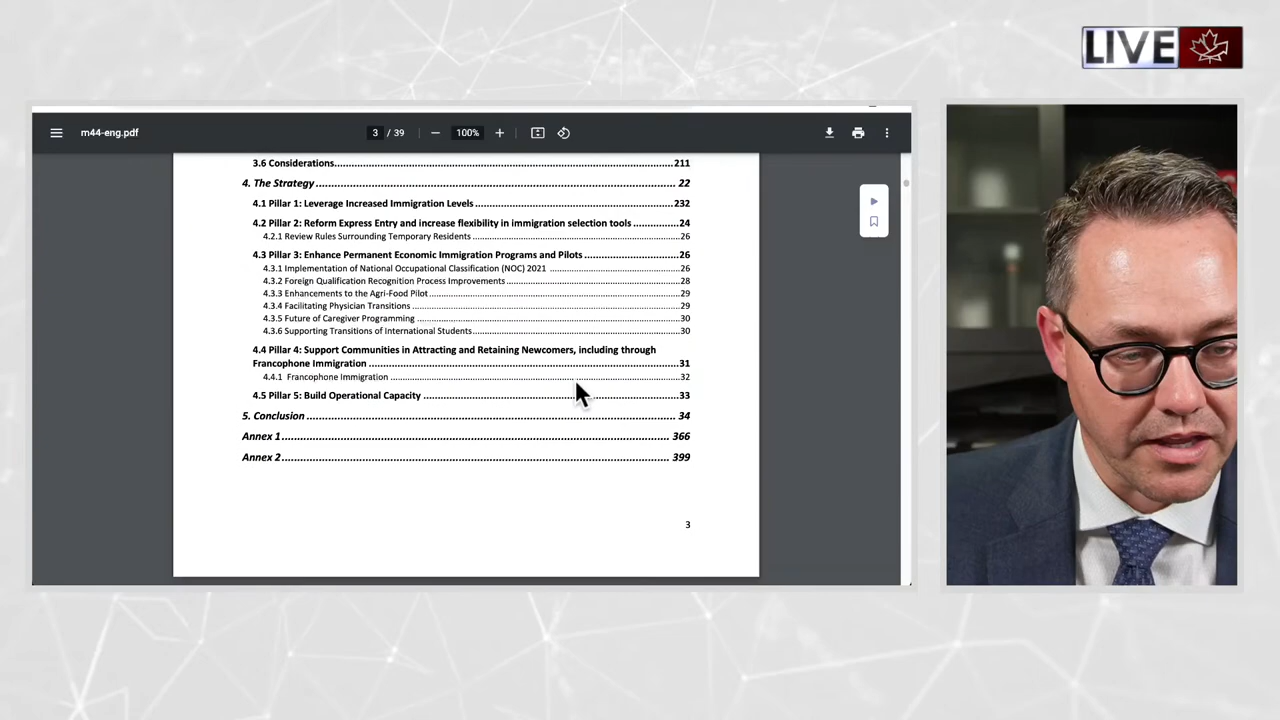 LIVE
m44-eng.pdf
3 / 39
100%
3.6 Considerations 211
4. The Strategy 22
4.1 Pillar 1: Leverage Increased Immigration Levels 232
4.2 Pillar 2: Reform Express Entry and increase flexibility in immigration selection tools 24
4.2.1 Review Rules Surrounding Temporary Residents 26
4.3 Pillar 3: Enhance Permanent Economic Immigration Programs and Pilots 26
4.3.1 Implementation of National Occupational Classification (NOC) 2021 26
4.3.2 Foreign Qualification Recognition Process Improvements 28
4.3.3 Enhancements to the Agri-Food Pilot 29
4.3.4 Facilitating Physician Transitions 29
4.3.5 Future of Caregiver Programming 30
4.3.6 Supporting Transitions of International Students 30
4.4 Pillar 4: Support Communities in Attracting and Retaining Newcomers, including through
Francophone Immigration 31
4.4.1 Francophone Immigration 32
4.5 Pillar 5: Build Operational Capacity 33
5. Conclusion 34
Annex 1 366
Annex 2 399
3